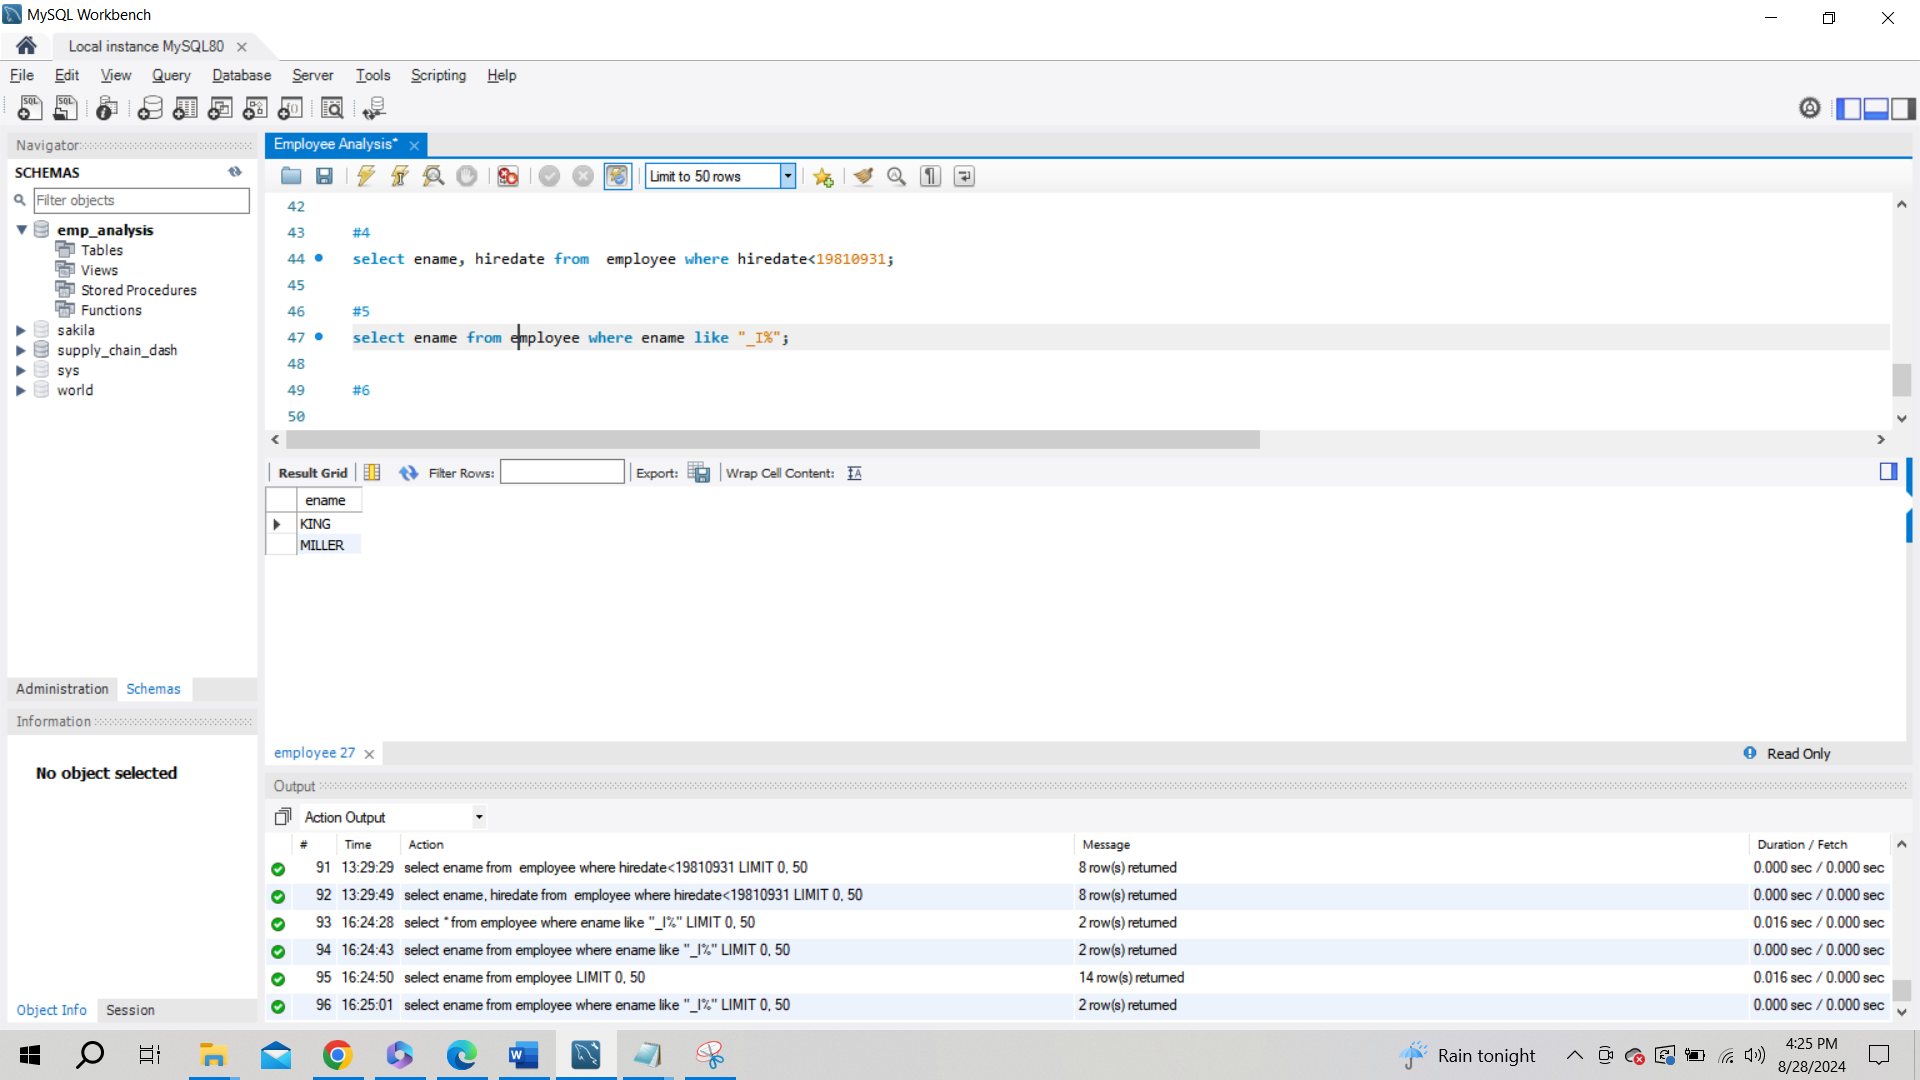 MySQL Workbench
Local instance MySQL80
File Edit View Query Database Server Tools Scripting Help
Navigator
SCHEMAS
Filter objects
emp_analysis
Tables
Views
Stored Procedures
Functions
sakila
supply_chain_dash
sys
world
Administration Schemas
Information
No object selected
Object Info Session
Employee Analysis*
Limit to 50 rows
42
43 #4
44 select ename, hiredate from  employee where hiredate<19810931;
45
46 #5
47 select ename from employee where ename like "_I%";
48
49 #6
50
Result Grid Filter Rows: Export: Wrap Cell Content:
ename
KING
MILLER
employee 27 Read Only
Output
Action Output
# Time Action Message Duration / Fetch
91 13:29:29 select ename from  employee where hiredate<19810931 LIMIT 0, 50 8 row(s) returned 0.000 sec / 0.000 sec
92 13:29:49 select ename, hiredate from  employee where hiredate<19810931 LIMIT 0, 50 8 row(s) returned 0.000 sec / 0.000 sec
93 16:24:28 select * from employee where ename like "_I%" LIMIT 0, 50 2 row(s) returned 0.016 sec / 0.000 sec
94 16:24:43 select ename from employee where ename like "_I%" LIMIT 0, 50 2 row(s) returned 0.000 sec / 0.000 sec
95 16:24:50 select ename from employee LIMIT 0, 50 14 row(s) returned 0.016 sec / 0.000 sec
96 16:25:01 select ename from employee where ename like "_I%" LIMIT 0, 50 2 row(s) returned 0.000 sec / 0.000 sec
Rain tonight
4:25 PM
8/28/2024